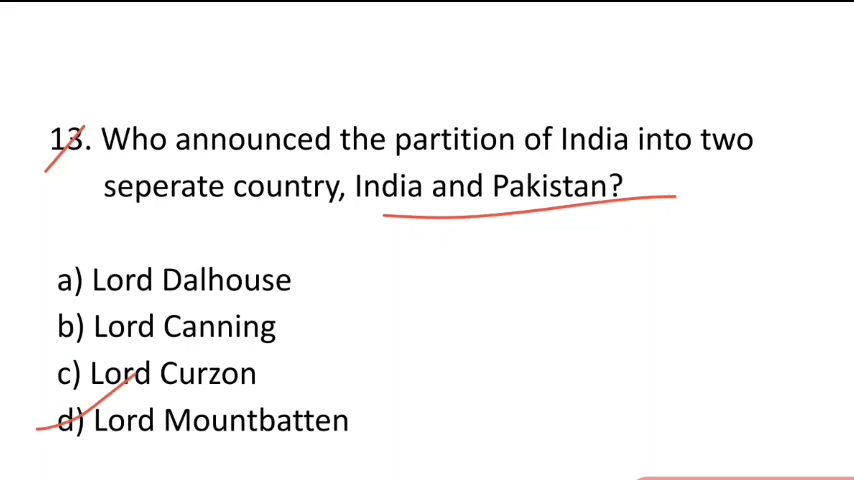 13. Who announced the partition of India into two
seperate country, India and Pakistan?
a) Lord Dalhouse
b) Lord Canning
c) Lord Curzon
d) Lord Mountbatten